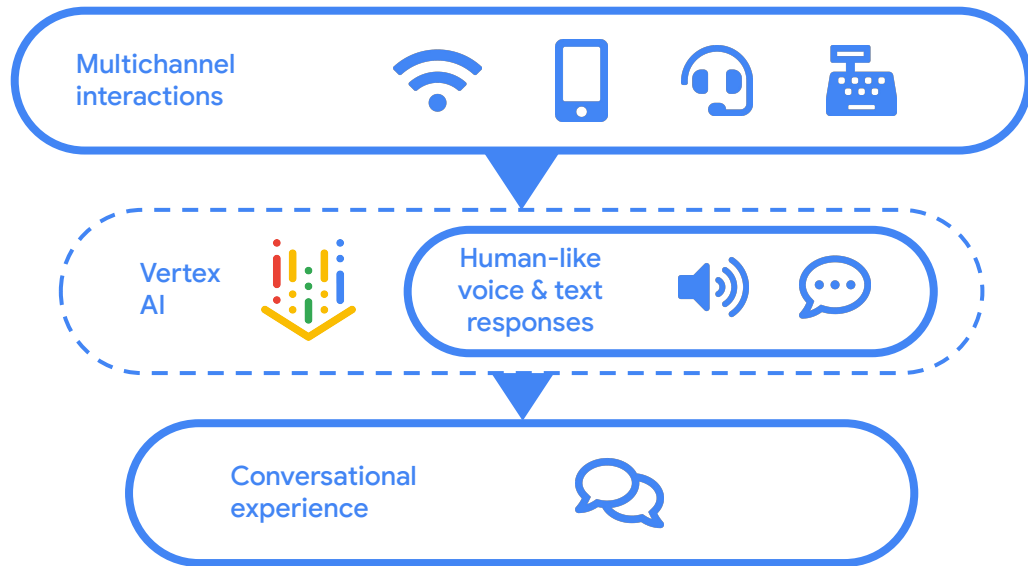 Multichannel
interactions
Vertex
AI
Human-like
voice & text
responses
Conversational
experience